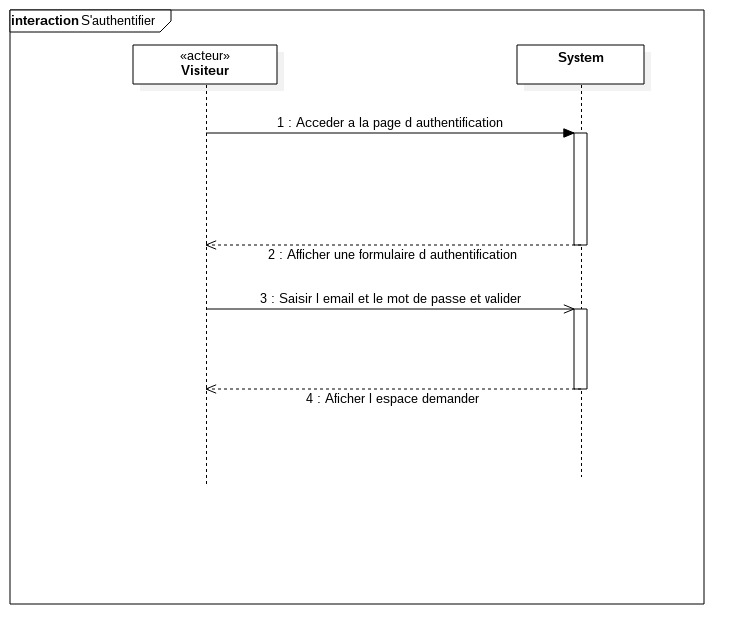 interaction S'authentifier
«acteur»
Visiteur
System
1 : Acceder a la page d authentification
2 : Afficher une formulaire d authentification
3 : Saisir l email et le mot de passe et valider
4 : Aficher l espace demander